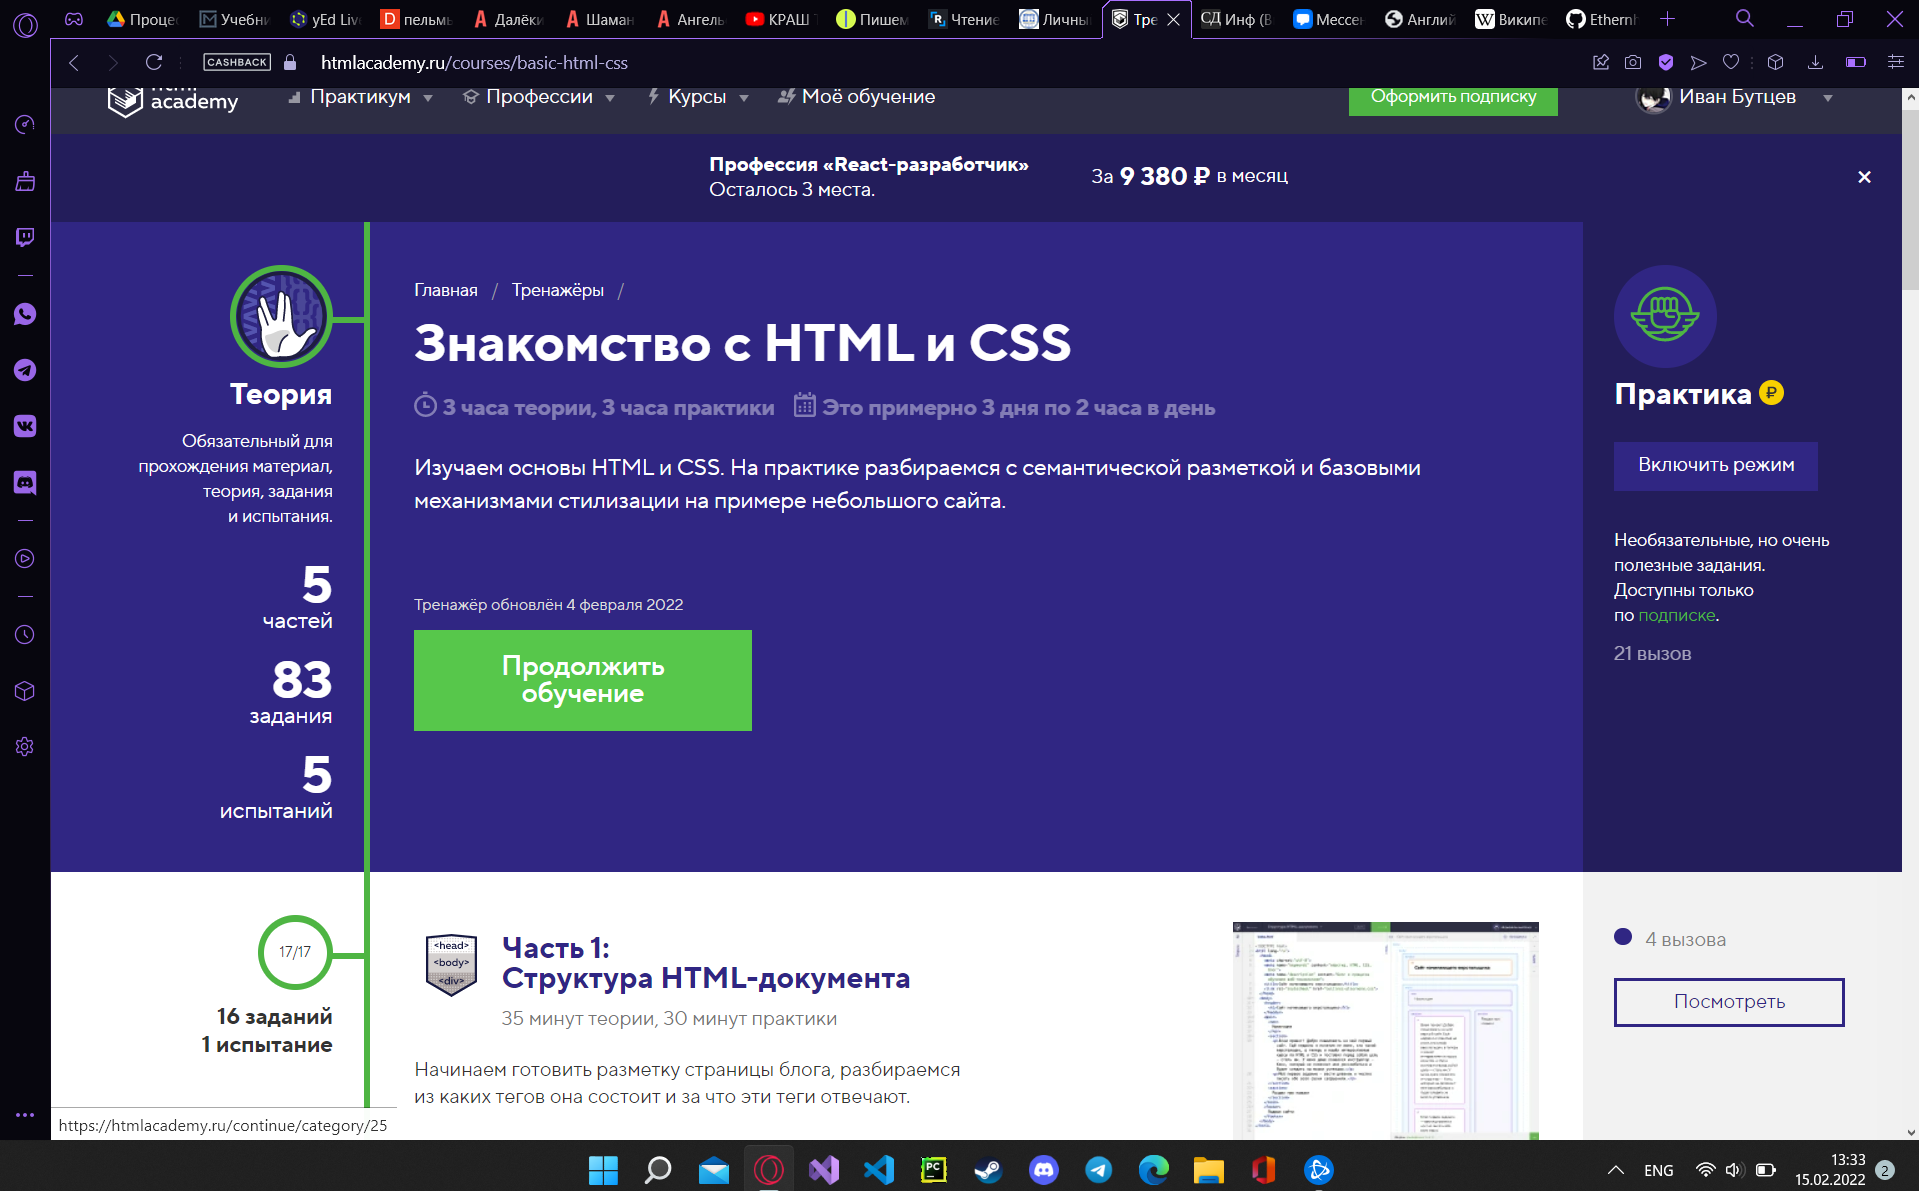 Процес
Учебни
yEd Live
пельм
Далёки
Шаман
Ангель
КРАШ
Пишем
Чтение
Личны
Тре
Инф (В
Мессен
Англий
Википе
Ethernh
CASHBACK
htmlacademy.ru/courses/basic-html-css
academy
Практикум
Профессии
Курсы
Моё обучение
Оформить подписку
Иван Бутцев
Профессия «React-разработчик»
Осталось 3 места.
За 9 380 ₽ в месяц
Теория
Обязательный для
прохождения материал,
теория, задания
и испытания.
5
частей
83
задания
5
испытаний
Главная / Тренажёры /
Знакомство с HTML и CSS
3 часа теории, 3 часа практики
Это примерно 3 дня по 2 часа в день
Изучаем основы HTML и CSS. На практике разбираемся с семантической разметкой и базовыми
механизмами стилизации на примере небольшого сайта.
Тренажёр обновлён 4 февраля 2022
Продолжить
обучение
Практика ₽
Включить режим
Необязательные, но очень
полезные задания.
Доступны только
по подписке.
21 вызов
17/17
16 заданий
1 испытание
<head>
<body>
<div>
Часть 1:
Структура HTML-документа
35 минут теории, 30 минут практики
Начинаем готовить разметку страницы блога, разбираемся
из каких тегов она состоит и за что эти теги отвечают.
4 вызова
Посмотреть
https://htmlacademy.ru/continue/category/25
ENG
13:33
15.02.2022
2